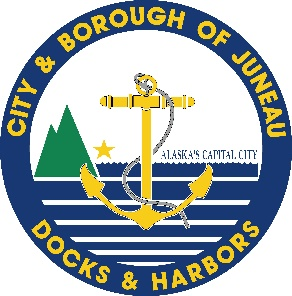 CITY & BOROUGH OF JUNEAU
ALASKA'S CAPITAL CITY
DOCKS & HARBORS